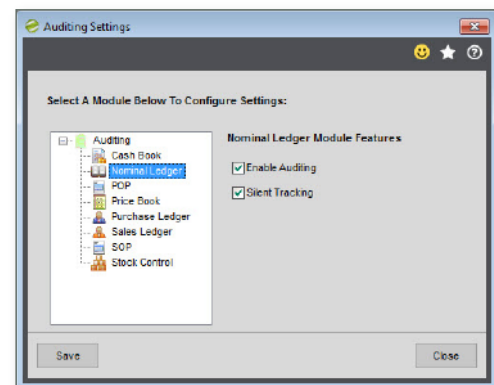 Auditing Settings
Select A Module Below To Configure Settings:
Auditing
Cash Book
Nominal Ledger
POP
Price Book
Purchase Ledger
Sales Ledger
SOP
Stock Control
Nominal Ledger Module Features
Enable Auditing
Silent Tracking
Save
Close